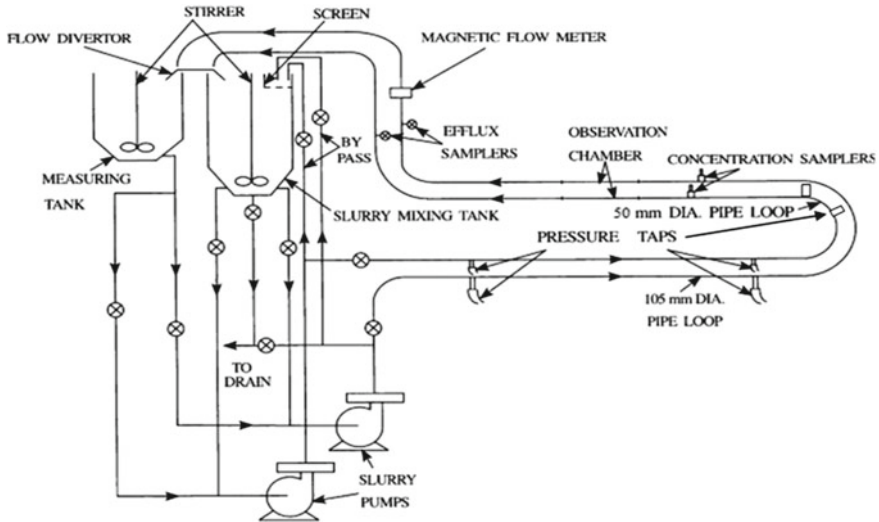 STIRRER
SCREEN
FLOW DIVERTOR
MAGNETIC FLOW METER
BY
PASS
EFFLUX
SAMPLERS
OBSERVATION
CHAMBER
CONCENTRATION SAMPLERS
MEASURING
TANK
SLURRY MIXING TANK
50 mm DIA. PIPE LOOP
PRESSURE TAPS
105 mm DIA.
PIPE LOOP
TO
DRAIN
SLURRY
PUMPS